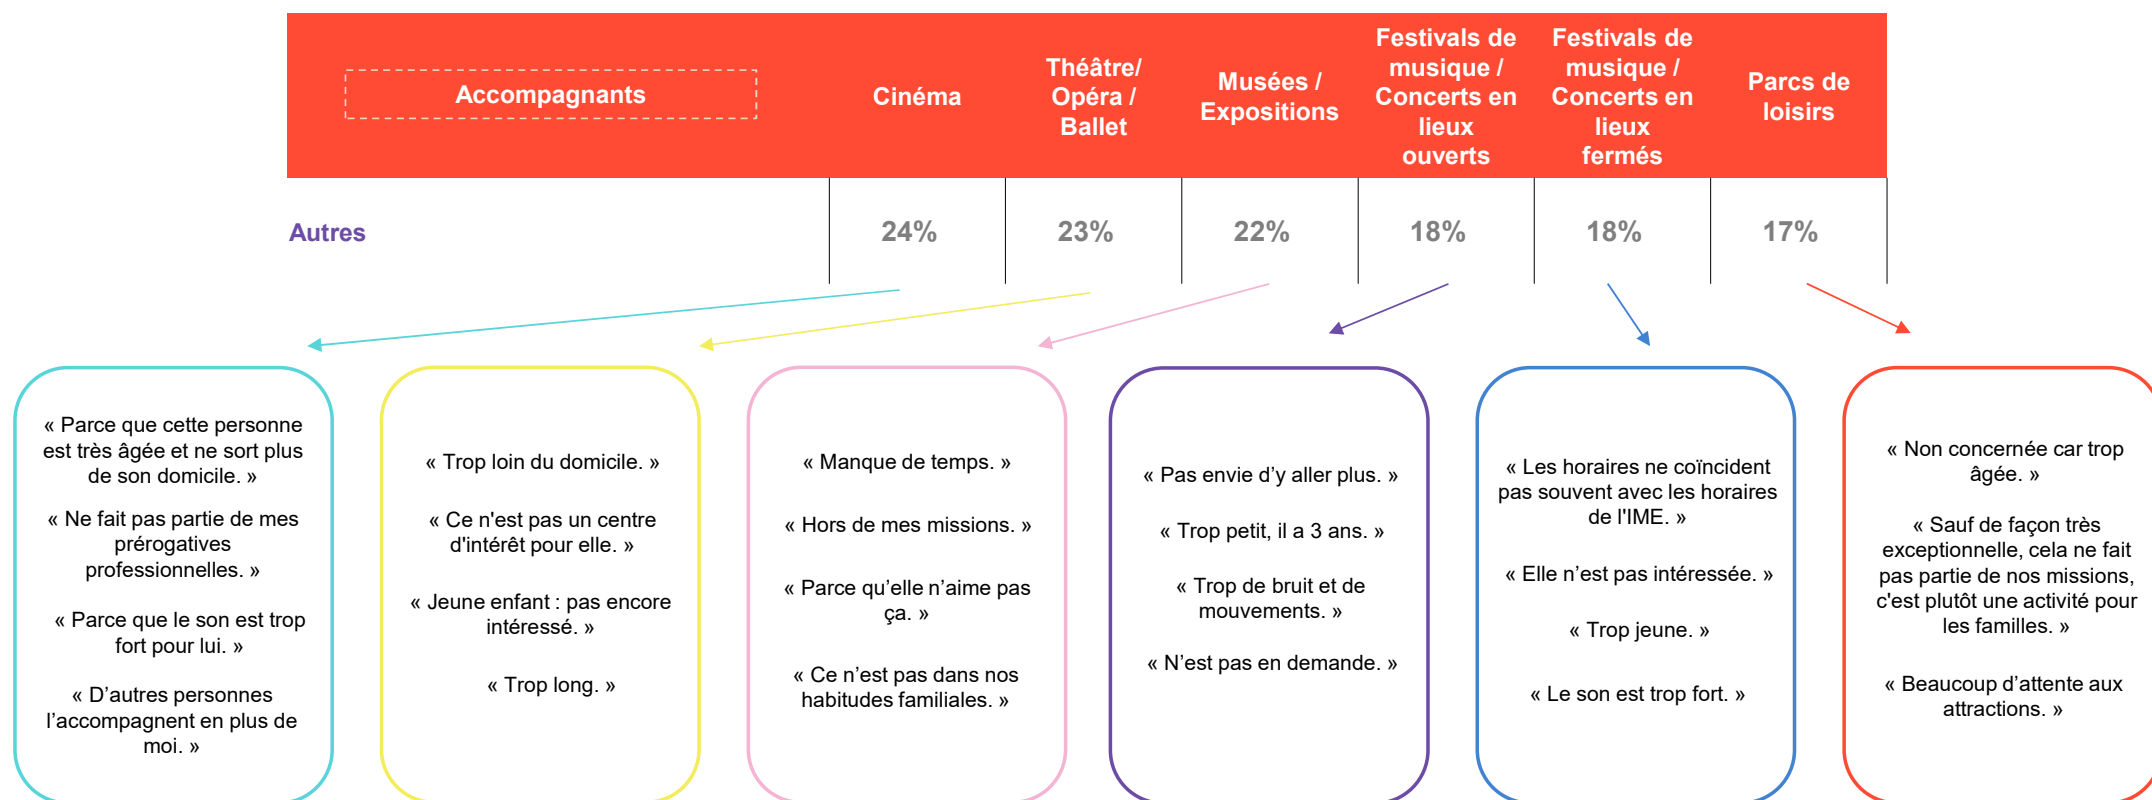 Accompagnants
Cinéma
Théâtre/
Opéra /
Ballet
Musées /
Expositions
Festivals de
musique /
Concerts en
lieux
ouverts
Festivals de
musique /
Concerts en
lieux
fermés
Parcs de
loisirs
Autres
24%
23%
22%
18%
18%
17%
« Parce que cette personne
est très âgée et ne sort plus
de son domicile. »
« Ne fait pas partie de mes
prérogatives
professionnelles. »
« Parce que le son est trop
fort pour lui. »
« D’autres personnes
l’accompagnent en plus de
moi. »
« Trop loin du domicile. »
« Ce n'est pas un centre
d'intérêt pour elle. »
« Jeune enfant : pas encore
intéressé. »
« Trop long. »
« Manque de temps. »
« Hors de mes missions. »
« Parce qu’elle n’aime pas
ça. »
« Ce n’est pas dans nos
habitudes familiales. »
« Pas envie d’y aller plus. »
« Trop petit, il a 3 ans. »
« Trop de bruit et de
mouvements. »
« N’est pas en demande. »
« Les horaires ne coïncident
pas souvent avec les horaires
de l'IME. »
« Elle n’est pas intéressée. »
« Trop jeune. »
« Le son est trop fort. »
« Non concernée car trop
âgée. »
« Sauf de façon très
exceptionnelle, cela ne fait
pas partie de nos missions,
c'est plutôt une activité pour
les familles. »
« Beaucoup d’attente aux
attractions. »